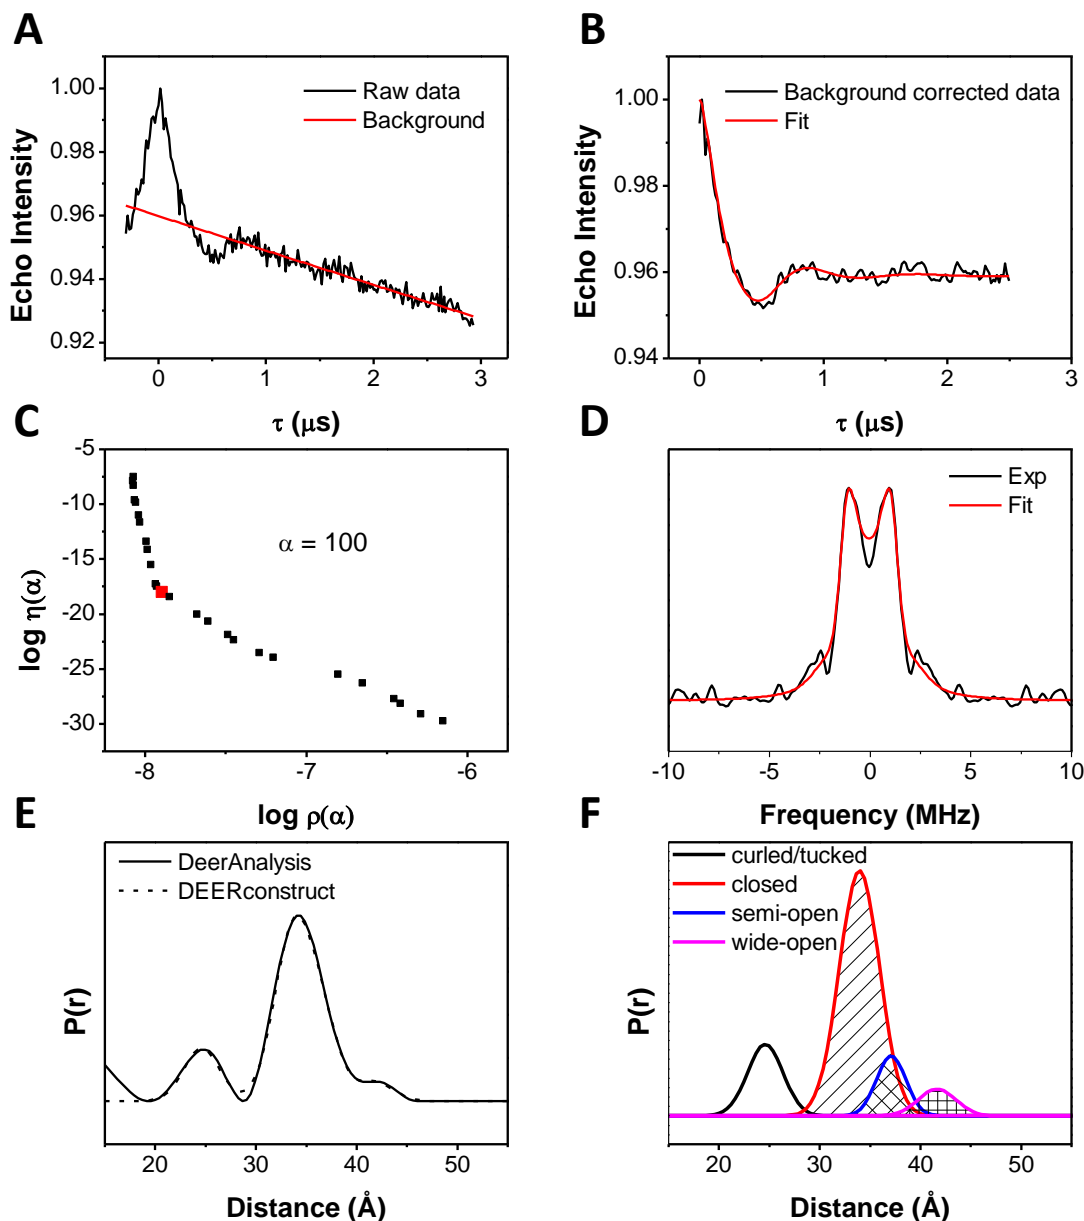 A
Raw data
Background
1.00
0.98
0.96
0.94
0.92
Echo Intensity
0
1
2
3
τ (μs)
B
Background corrected data
Fit
1.00
0.98
0.96
0.94
Echo Intensity
0
1
2
3
τ (μs)
C
α = 100
-5
-10
-15
-20
-25
-30
log η(α)
-8
-7
-6
log ρ(α)
D
Exp
Fit
-10
-5
0
5
10
Frequency (MHz)
E
DeerAnalysis
DEERconstruct
P(r)
20
30
40
50
Distance (Å)
F
curled/tucked
closed
semi-open
wide-open
P(r)
20
30
40
50
Distance (Å)